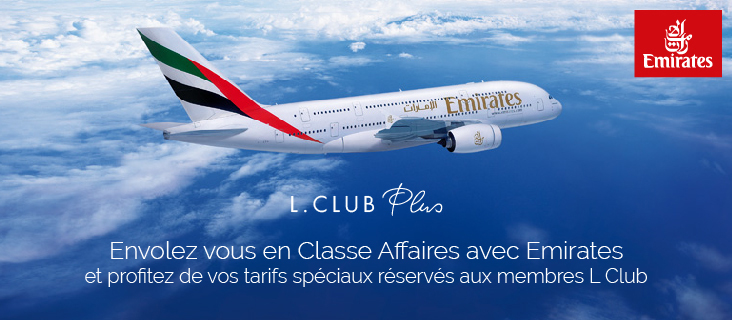 Emirates
الإمارات Emirates
L.CLUB Plus
Envolez vous en Classe Affaires avec Emirates
et profitez de vos tarifs spéciaux réservés aux membres L Club